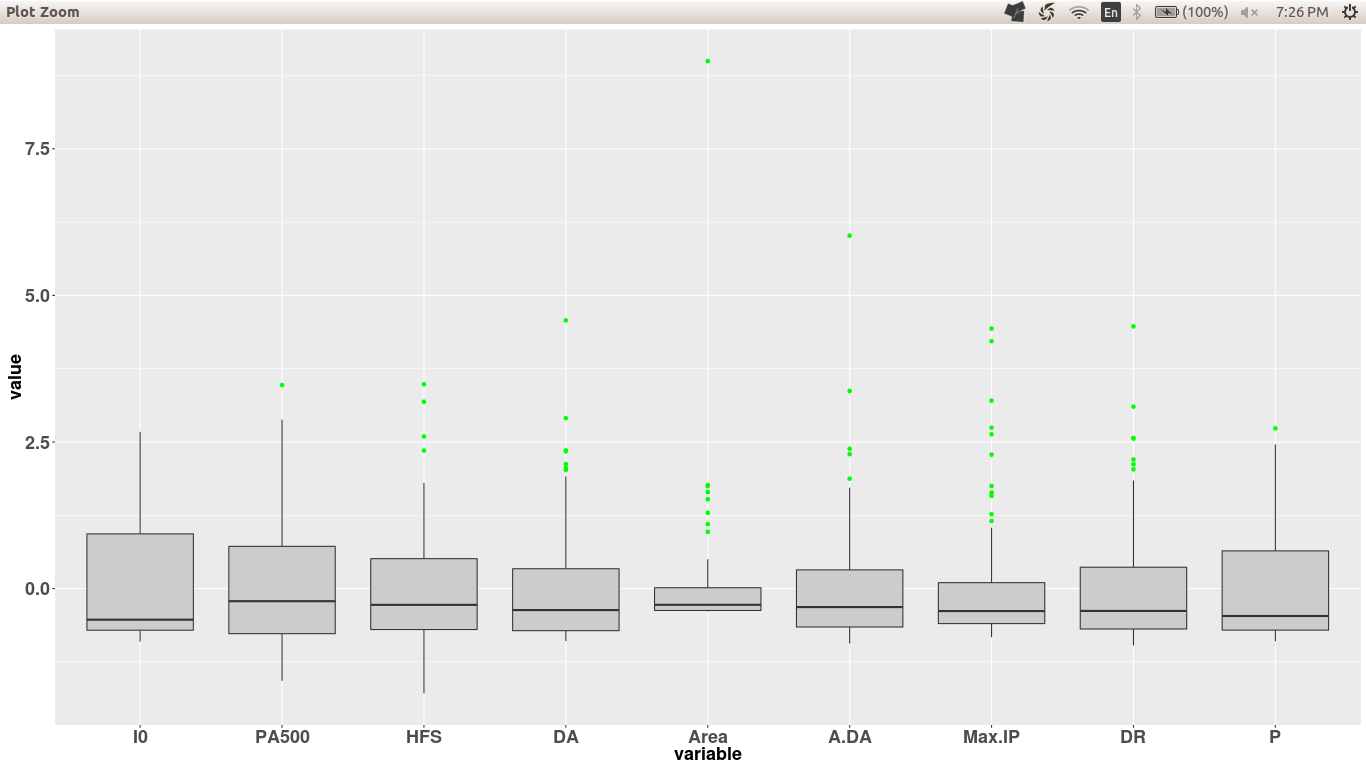 Plot Zoom
En
(100%)
7:26 PM
7.5
5.0
2.5
0.0
value
I0 PA500 HFS DA Area A.DA Max.IP DR P
variable